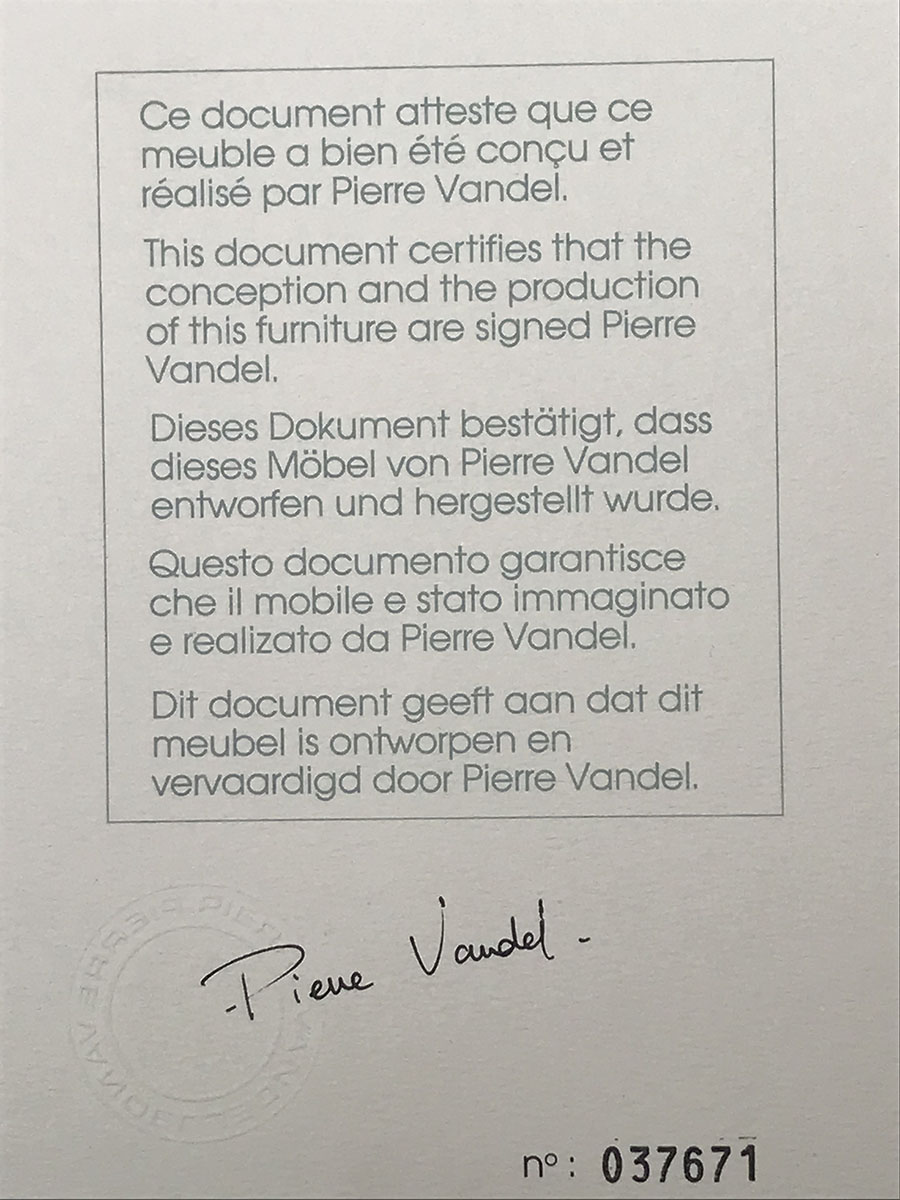 Ce document atteste que ce
meuble a bien été conçu et
réalisé par Pierre Vandel.
This document certifies that the
conception and the production
of this furniture are signed Pierre
Vandel.
Dieses Dokument bestätigt, dass
dieses Möbel von Pierre Vandel
entworfen und hergestellt wurde.
Questo documento garantisce
che il mobile e stato immaginato
e realizato da Pierre Vandel.
Dit document geeft aan dat dit
meubel is ontworpen en
vervaardigd door Pierre Vandel.
Pierre Vandel
nº : 037671